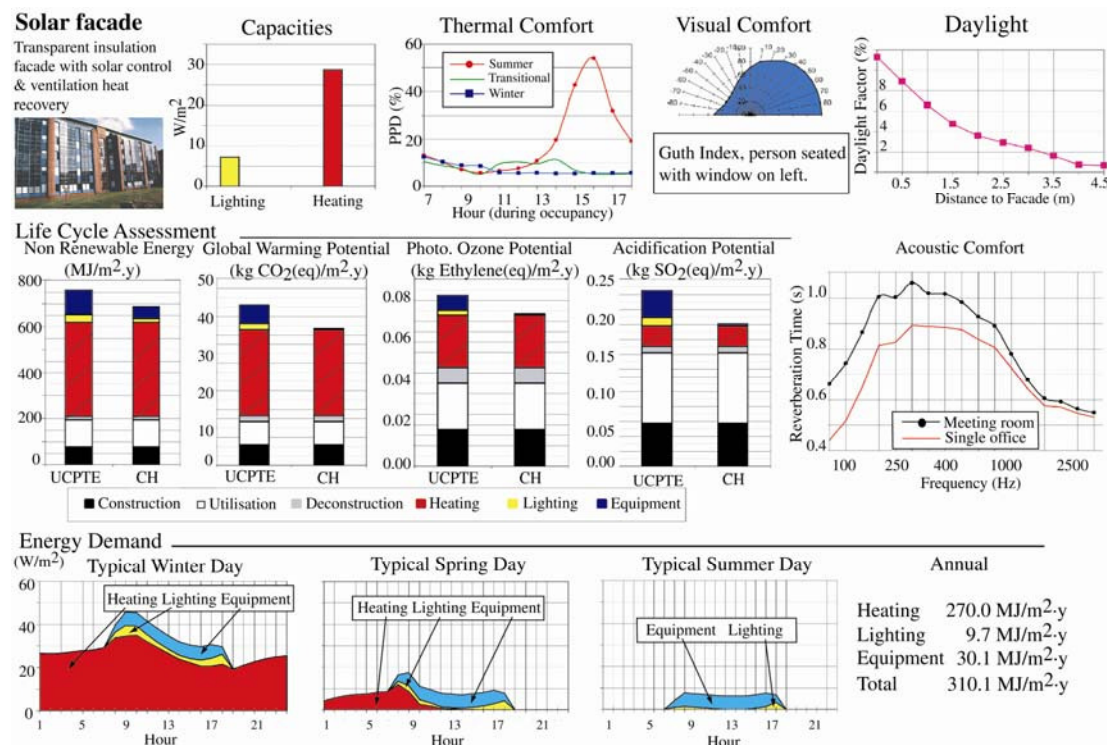 Solar facade
Transparent insulation
facade with solar control
& ventilation heat
recovery
Capacities
W/m2
30
20
10
0
Lighting
Heating
Thermal Comfort
PPD (%)
60
40
20
0
Summer
Transitional
Winter
7 9 11 13 15 17
Hour (during occupancy)
Visual Comfort
Guth Index, person seated
with window on left.
Daylight
Daylight Factor (%)
8
6
4
2
0.5 1.0 1.5 2.0 2.5 3.0 3.5 4.0 4.5
Distance to Facade (m)
Life Cycle Assessment
Non Renewable Energy
(MJ/m2.y)
800
600
400
200
0
UCPTE CH
Global Warming Potential
(kg CO2(eq)/m2.y)
50
40
30
20
10
0
UCPTE CH
Photo. Ozone Potential
(kg Ethylene(eq)/m2.y)
0.08
0.06
0.04
0.02
0.00
UCPTE CH
Acidification Potential
(kg SO2(eq)/m2.y)
0.25
0.20
0.15
0.10
0.05
0.00
UCPTE CH
Construction Utilisation Deconstruction Heating Lighting Equipment
Acoustic Comfort
Reverberation Time (s)
1.0
0.8
0.6
0.4
Meeting room
Single office
100 250 400 1000 2500
Frequency (Hz)
Energy Demand
(W/m2)
Typical Winter Day
60
40
20
0
Heating Lighting Equipment
1 5 9 13 17 21
Hour
Typical Spring Day
Heating Lighting Equipment
1 5 9 13 17 21
Hour
Typical Summer Day
Equipment Lighting
1 5 9 13 17 21
Hour
Annual
Heating 270.0 MJ/m2·y
Lighting 9.7 MJ/m2·y
Equipment 30.1 MJ/m2·y
Total 310.1 MJ/m2·y